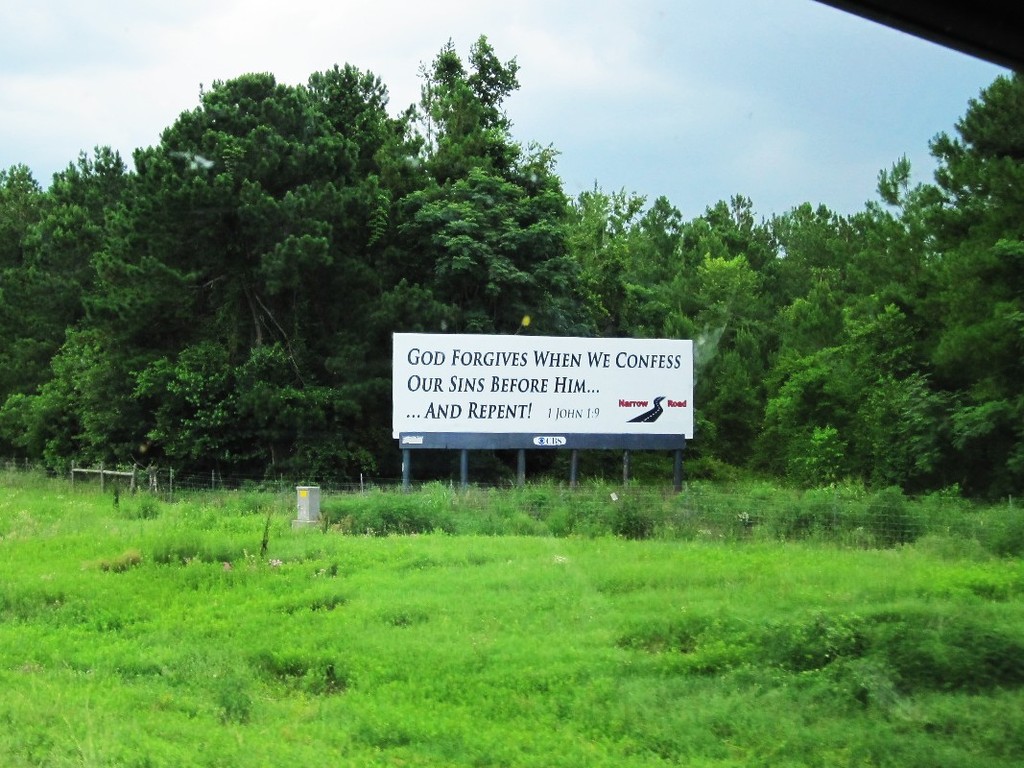 God Forgives When We Confess
Our Sins Before Him...
...And Repent! 1 John 1:9
Narrow Road
CBS